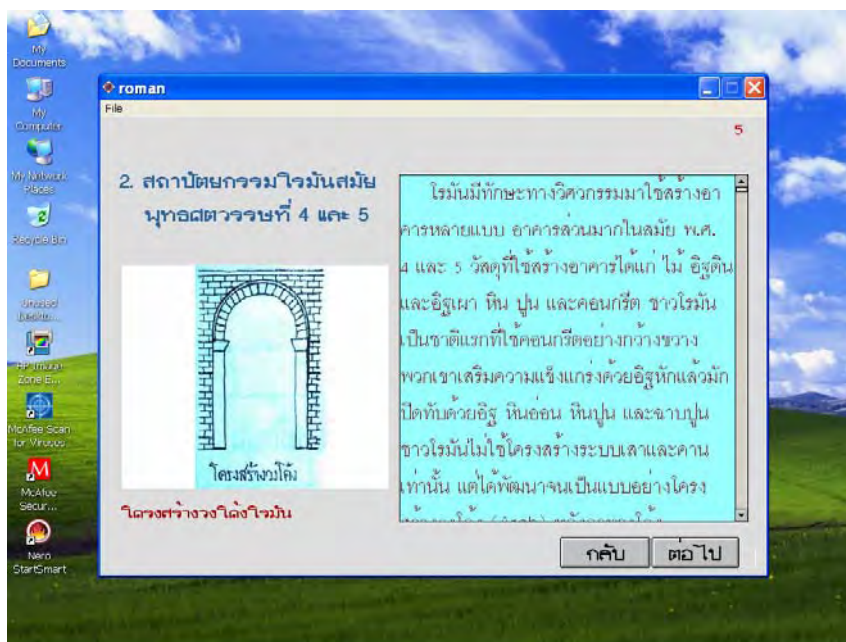 My
Documents
My
Computer
My Network
Places
Recycle Bin
Unused
Deskto...
HP Image
Zone E...
McAfee Scan
for Viruses
McAfee
Secur...
Nero
StartSmart
roman
File
5
2. สถาปัตยกรรมโรมันสมัย
พุทธศตวรรษที่ 4 และ 5
โครงสร้างวงโค้ง
โครงสร้างวงโค้งโรมัน
โรมันมีทักษะทางวิศวกรรมมาใช้สร้างอา
คารหลายแบบ อาคารส่วนมากในสมัย พ.ศ.
4 และ 5 วัสดุที่ใช้สร้างอาคารได้แก่ ไม้ อิฐดิน
และอิฐเผา หิน ปูน และคอนกรีต ชาวโรมัน
เป็นชาติแรกที่ใช้คอนกรีตอย่างกว้างขวาง
พวกเขาเสริมความแข็งแกร่งด้วยอิฐหักแล้วมัก
ปิดทับด้วยอิฐ หินอ่อน หินปูน และฉาบปูน
ชาวโรมันไม่ใช้โครงสร้างระบบเสาและคาน
เท่านั้น แต่ได้พัฒนาจนเป็นแบบอย่างโครง
กลับ
ต่อไป